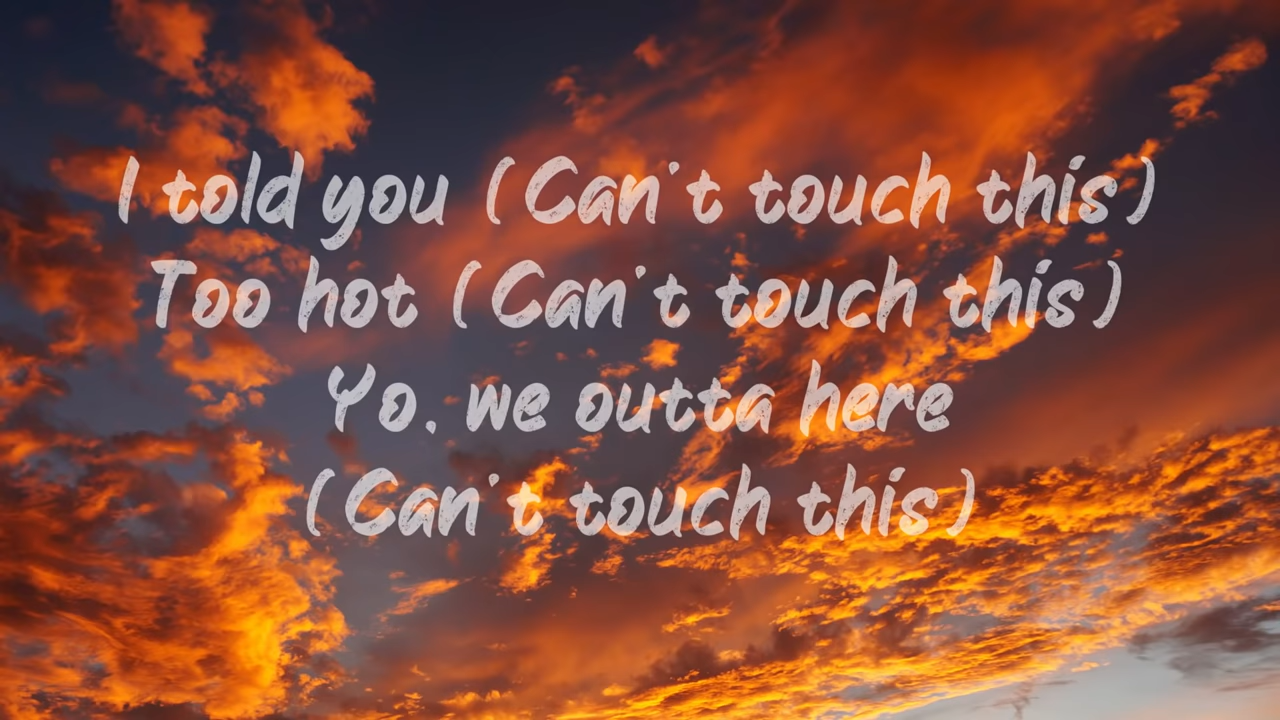 I told you (Can't touch this)
Too hot (Can't touch this)
Yo, we outta here
(Can't touch this)